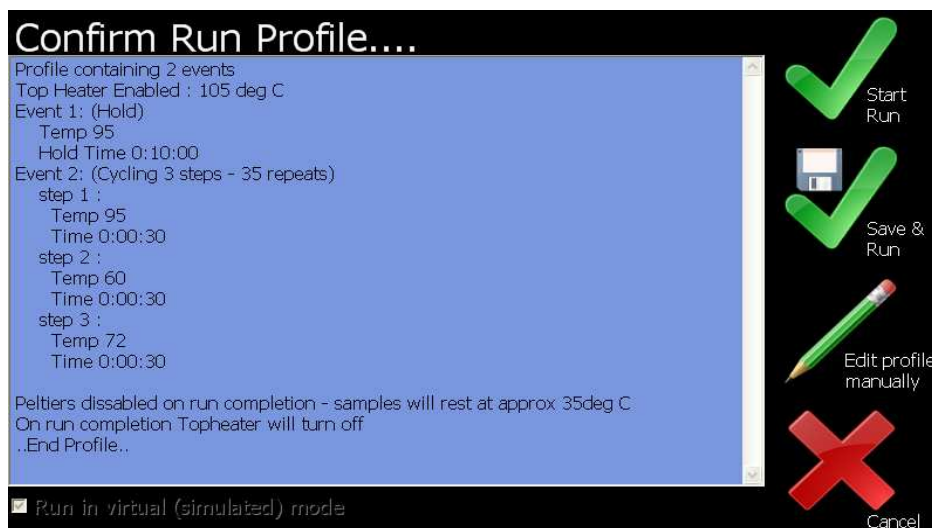 Confirm Run Profile....
Profile containing 2 events
Top Heater Enabled : 105 deg C
Event 1: (Hold)
Temp 95
Hold Time 0:10:00
Event 2: (Cycling 3 steps - 35 repeats)
step 1 :
Temp 95
Time 0:00:30
step 2 :
Temp 60
Time 0:00:30
step 3 :
Temp 72
Time 0:00:30
Peltiers dissabled on run completion - samples will rest at approx 35deg C
On run completion Topheater will turn off
..End Profile..
Run in virtual (simulated) mode
Start
Run
Save &
Run
Edit profile
manually
Cancel